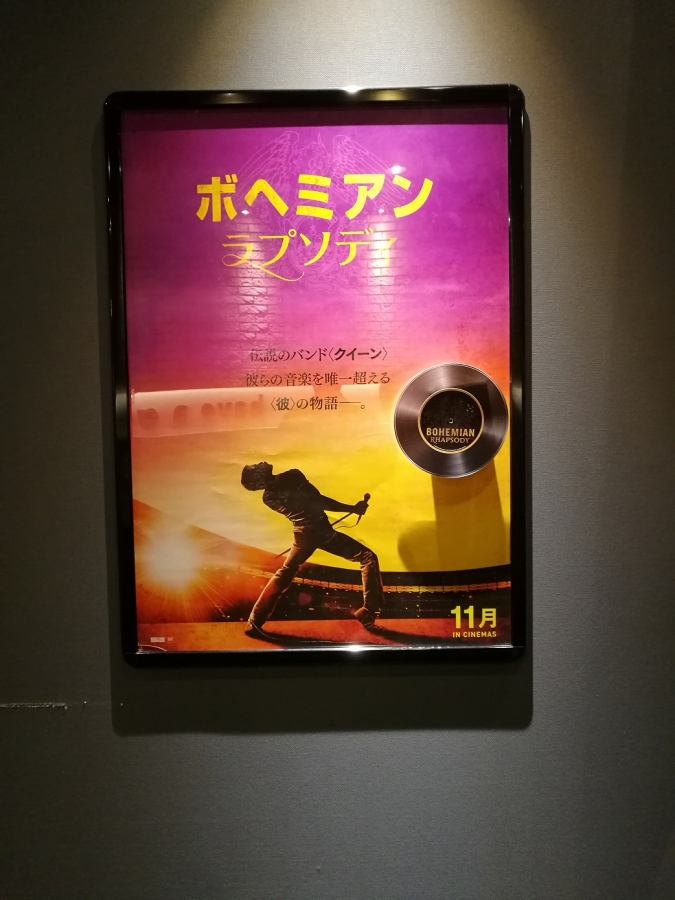 ボヘミアン
ラプソディ
伝説のバンド〈クイーン〉
彼らの音楽を唯一超える
〈彼〉の物語―。
BOHEMIAN
RHAPSODY
11月
IN CINEMAS